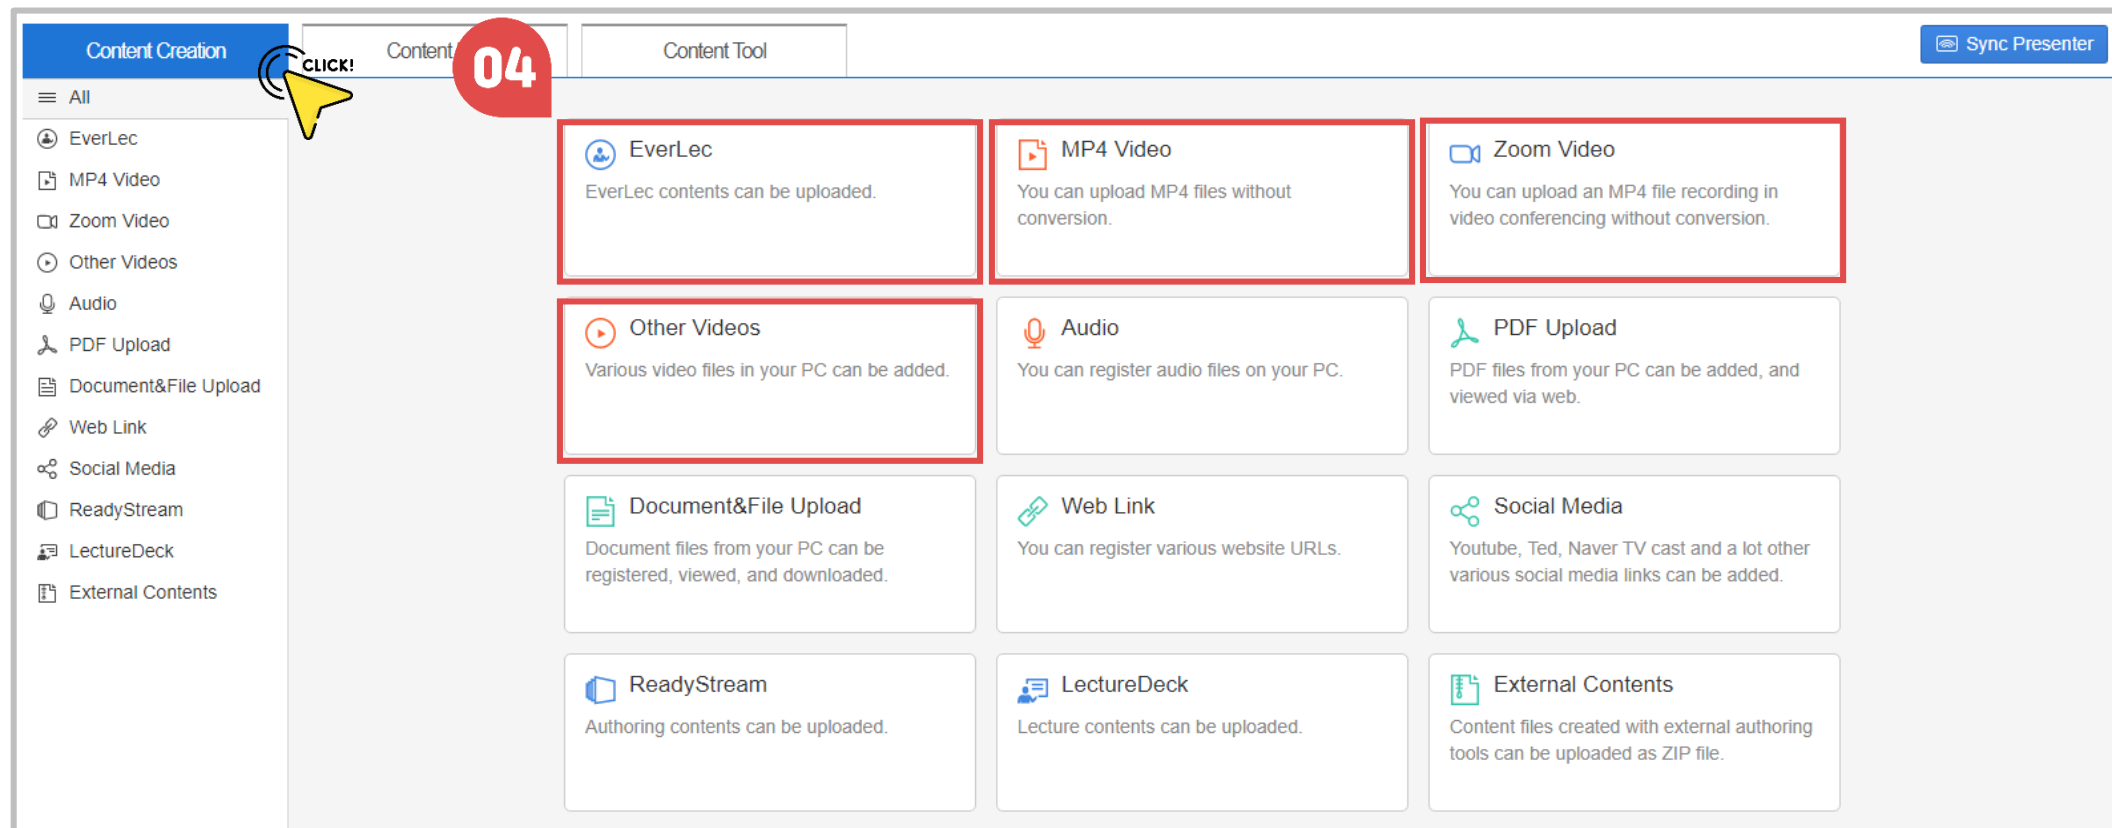 Content Creation
CLICK!
Content
04
Content Tool
Sync Presenter
All
EverLec
MP4 Video
Zoom Video
Other Videos
Audio
PDF Upload
Document&File Upload
Web Link
Social Media
ReadyStream
LectureDeck
External Contents
EverLec
EverLec contents can be uploaded.
MP4 Video
You can upload MP4 files without
conversion.
Zoom Video
You can upload an MP4 file recording in
video conferencing without conversion.
Other Videos
Various video files in your PC can be added.
Audio
You can register audio files on your PC.
PDF Upload
PDF files from your PC can be added, and
viewed via web.
Document&File Upload
Document files from your PC can be
registered, viewed, and downloaded.
Web Link
You can register various website URLs.
Social Media
Youtube, Ted, Naver TV cast and a lot other
various social media links can be added.
ReadyStream
Authoring contents can be uploaded.
LectureDeck
Lecture contents can be uploaded.
External Contents
Content files created with external authoring
tools can be uploaded as ZIP file.